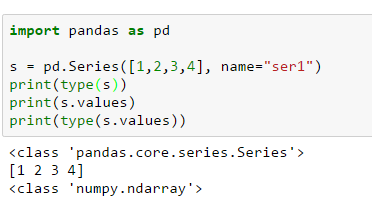 import pandas as pd
s = pd.Series([1,2,3,4], name="ser1")
print(type(s))
print(s.values)
print(type(s.values))
<class 'pandas.core.series.Series'>
[1 2 3 4]
<class 'numpy.ndarray'>